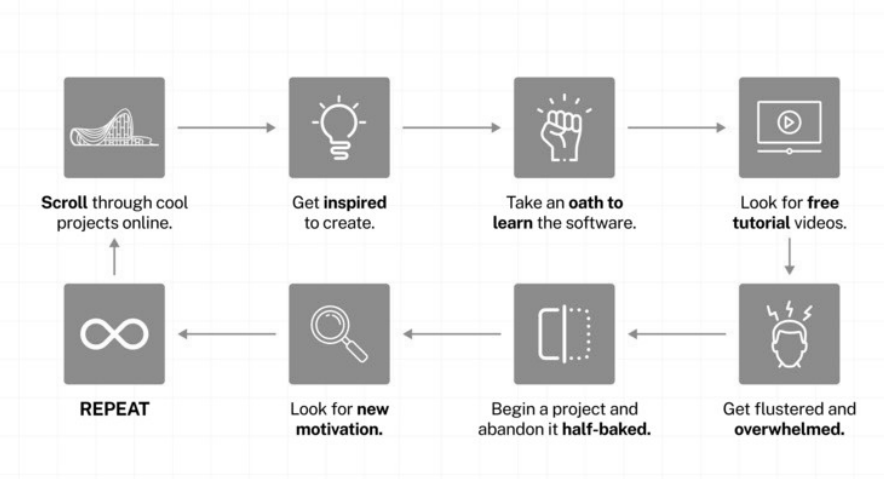 Scroll through cool
projects online.
Get inspired
to create.
Take an oath to
learn the software.
Look for free
tutorial videos.
Get flustered and
overwhelmed.
Begin a project and
abandon it half-baked.
Look for new
motivation.
REPEAT